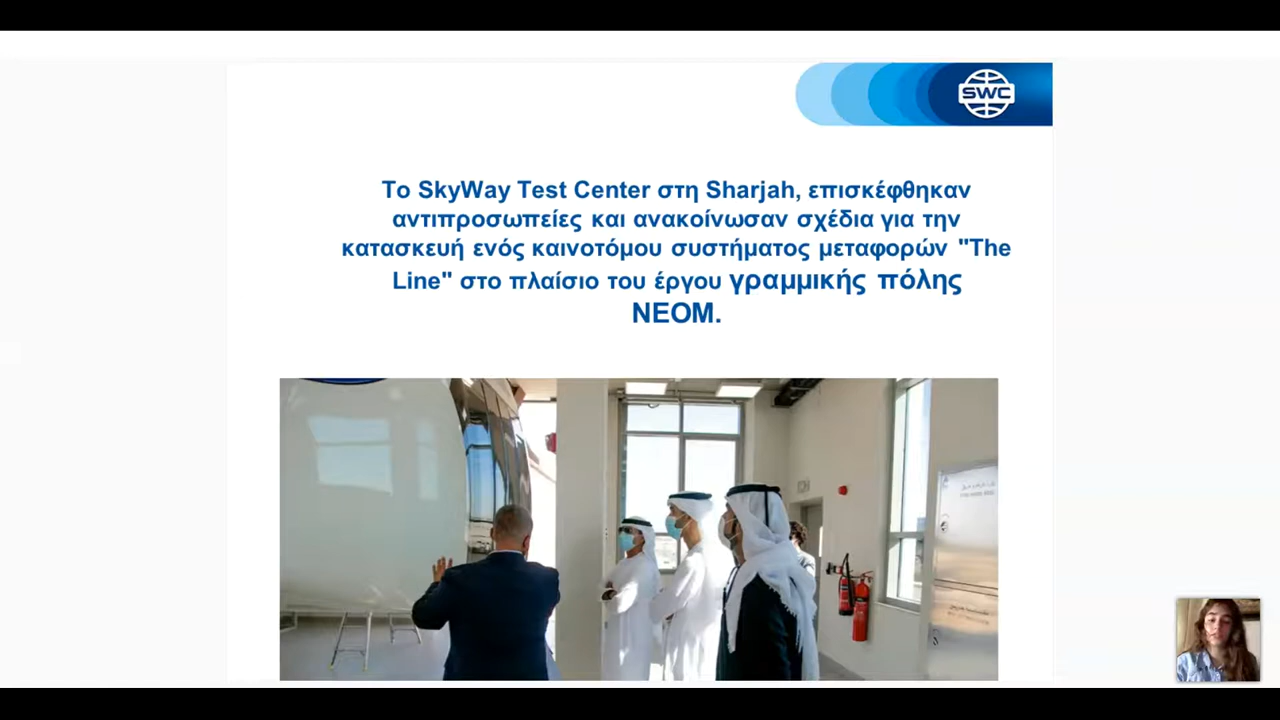 SWC
Το SkyWay Test Center στη Sharjah, επισκέφθηκαν
αντιπροσωπείες και ανακοίνωσαν σχέδια για την
κατασκευή ενός καινοτόμου συστήματος μεταφορών "The
Line" στο πλαίσιο του έργου γραμμικής πόλης
NEOM.